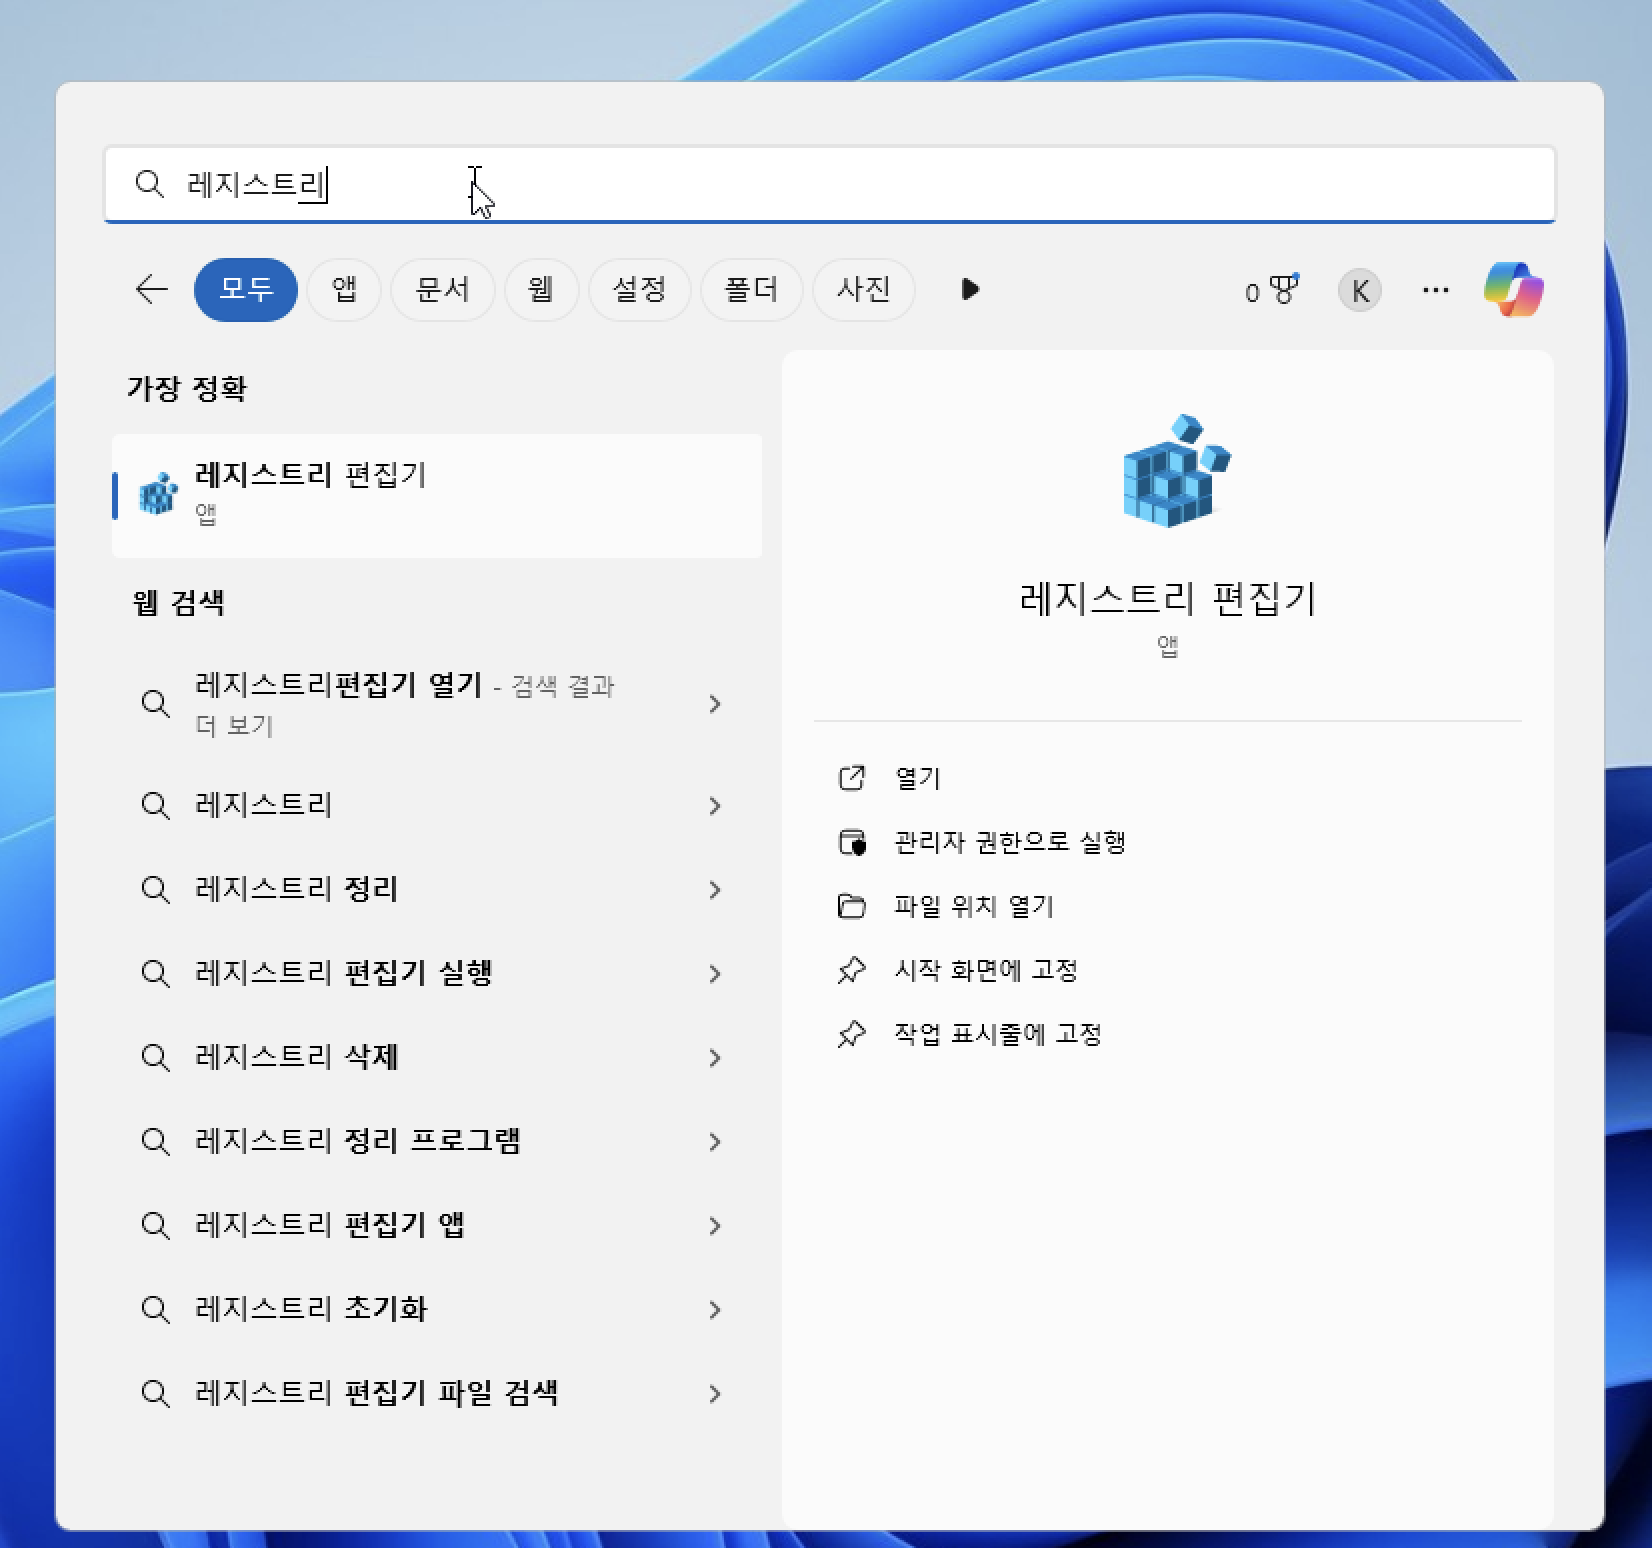 레지스트리
모두 앱 문서 웹 설정 폴더 사진 0 K
가장 정확
레지스트리 편집기
앱
웹 검색
레지스트리편집기 열기 - 검색 결과
더 보기
레지스트리
레지스트리 정리
레지스트리 편집기 실행
레지스트리 삭제
레지스트리 정리 프로그램
레지스트리 편집기 앱
레지스트리 초기화
레지스트리 편집기 파일 검색
레지스트리 편집기
앱
열기
관리자 권한으로 실행
파일 위치 열기
시작 화면에 고정
작업 표시줄에 고정